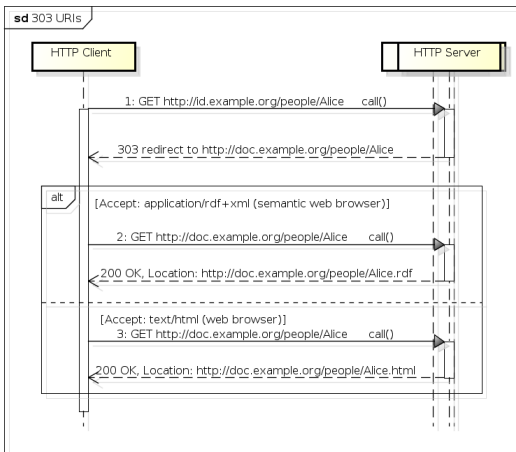 sd 303 URIs
HTTP Client
HTTP Server
1: GET http://id.example.org/people/Alice call()
303 redirect to http://doc.example.org/people/Alice
alt
[Accept: application/rdf+xml (semantic web browser)]
2: GET http://doc.example.org/people/Alice call()
200 OK, Location: http://doc.example.org/people/Alice.rdf
[Accept: text/html (web browser)]
3: GET http://doc.example.org/people/Alice call()
200 OK, Location: http://doc.example.org/people/Alice.html